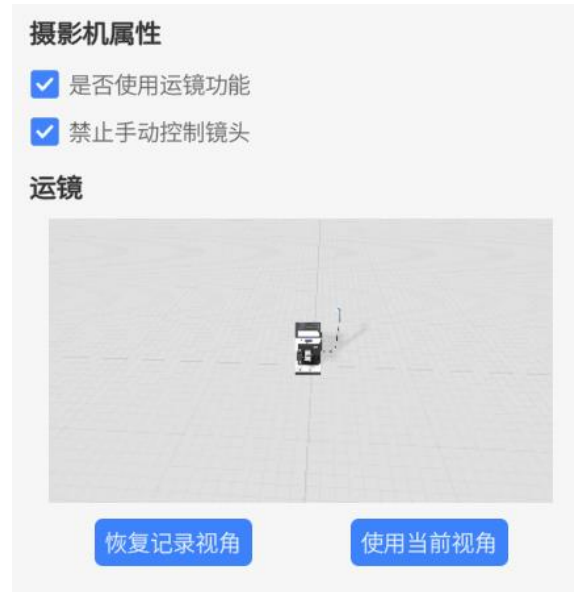 摄影机属性
是否使用运镜功能
禁止手动控制镜头
运镜
恢复记录视角
使用当前视角